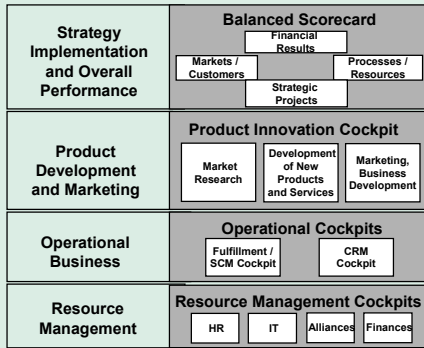 Strategy
Implementation
and Overall
Performance
Balanced Scorecard
Financial
Results
Markets /
Customers
Processes /
Resources
Strategic
Projects
Product
Development
and Marketing
Product Innovation Cockpit
Market
Research
Development
of New
Products
and Services
Marketing,
Business
Development
Operational
Business
Operational Cockpits
Fulfillment /
SCM Cockpit
CRM
Cockpit
Resource
Management
Resource Management Cockpits
HR
IT
Alliances
Finances